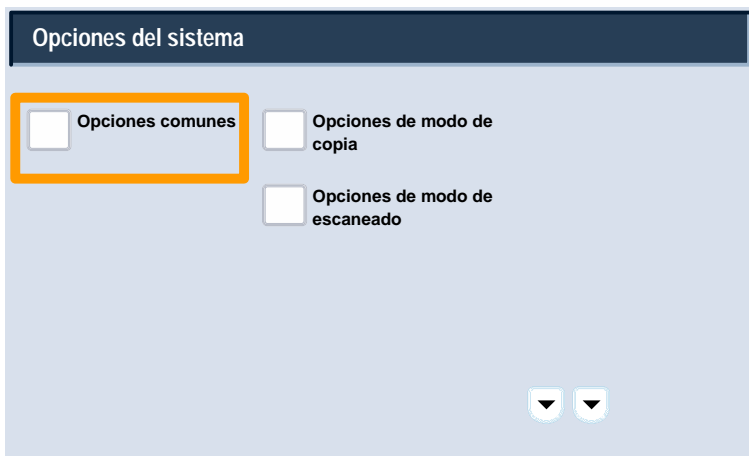 Opciones del sistema
Opciones comunes
Opciones de modo de
copia
Opciones de modo de
escaneado